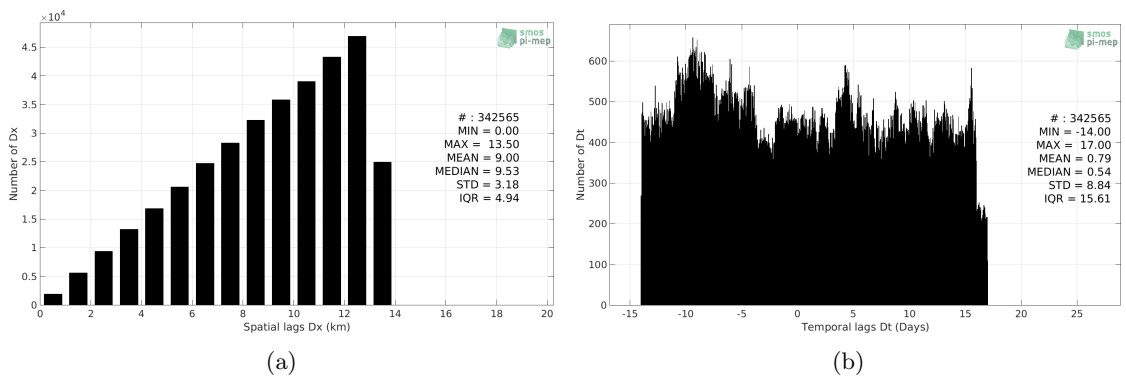 ×10⁴
4.5
4
3.5
3
2.5
2
1.5
1
0.5
0
Number of Dx
0 2 4 6 8 10 12 14 16 18 20
Spatial lags Dx (km)
smos
pi-mep
# : 342565
MIN = 0.00
MAX = 13.50
MEAN = 9.00
MEDIAN = 9.53
STD = 3.18
IQR = 4.94
(a)
600
500
400
300
200
100
0
Number of Dt
-15 -10 -5 0 5 10 15 20 25
Temporal lags Dt (Days)
smos
pi-mep
# : 342565
MIN = -14.00
MAX = 17.00
MEAN = 0.79
MEDIAN = 0.54
STD = 8.84
IQR = 15.61
(b)